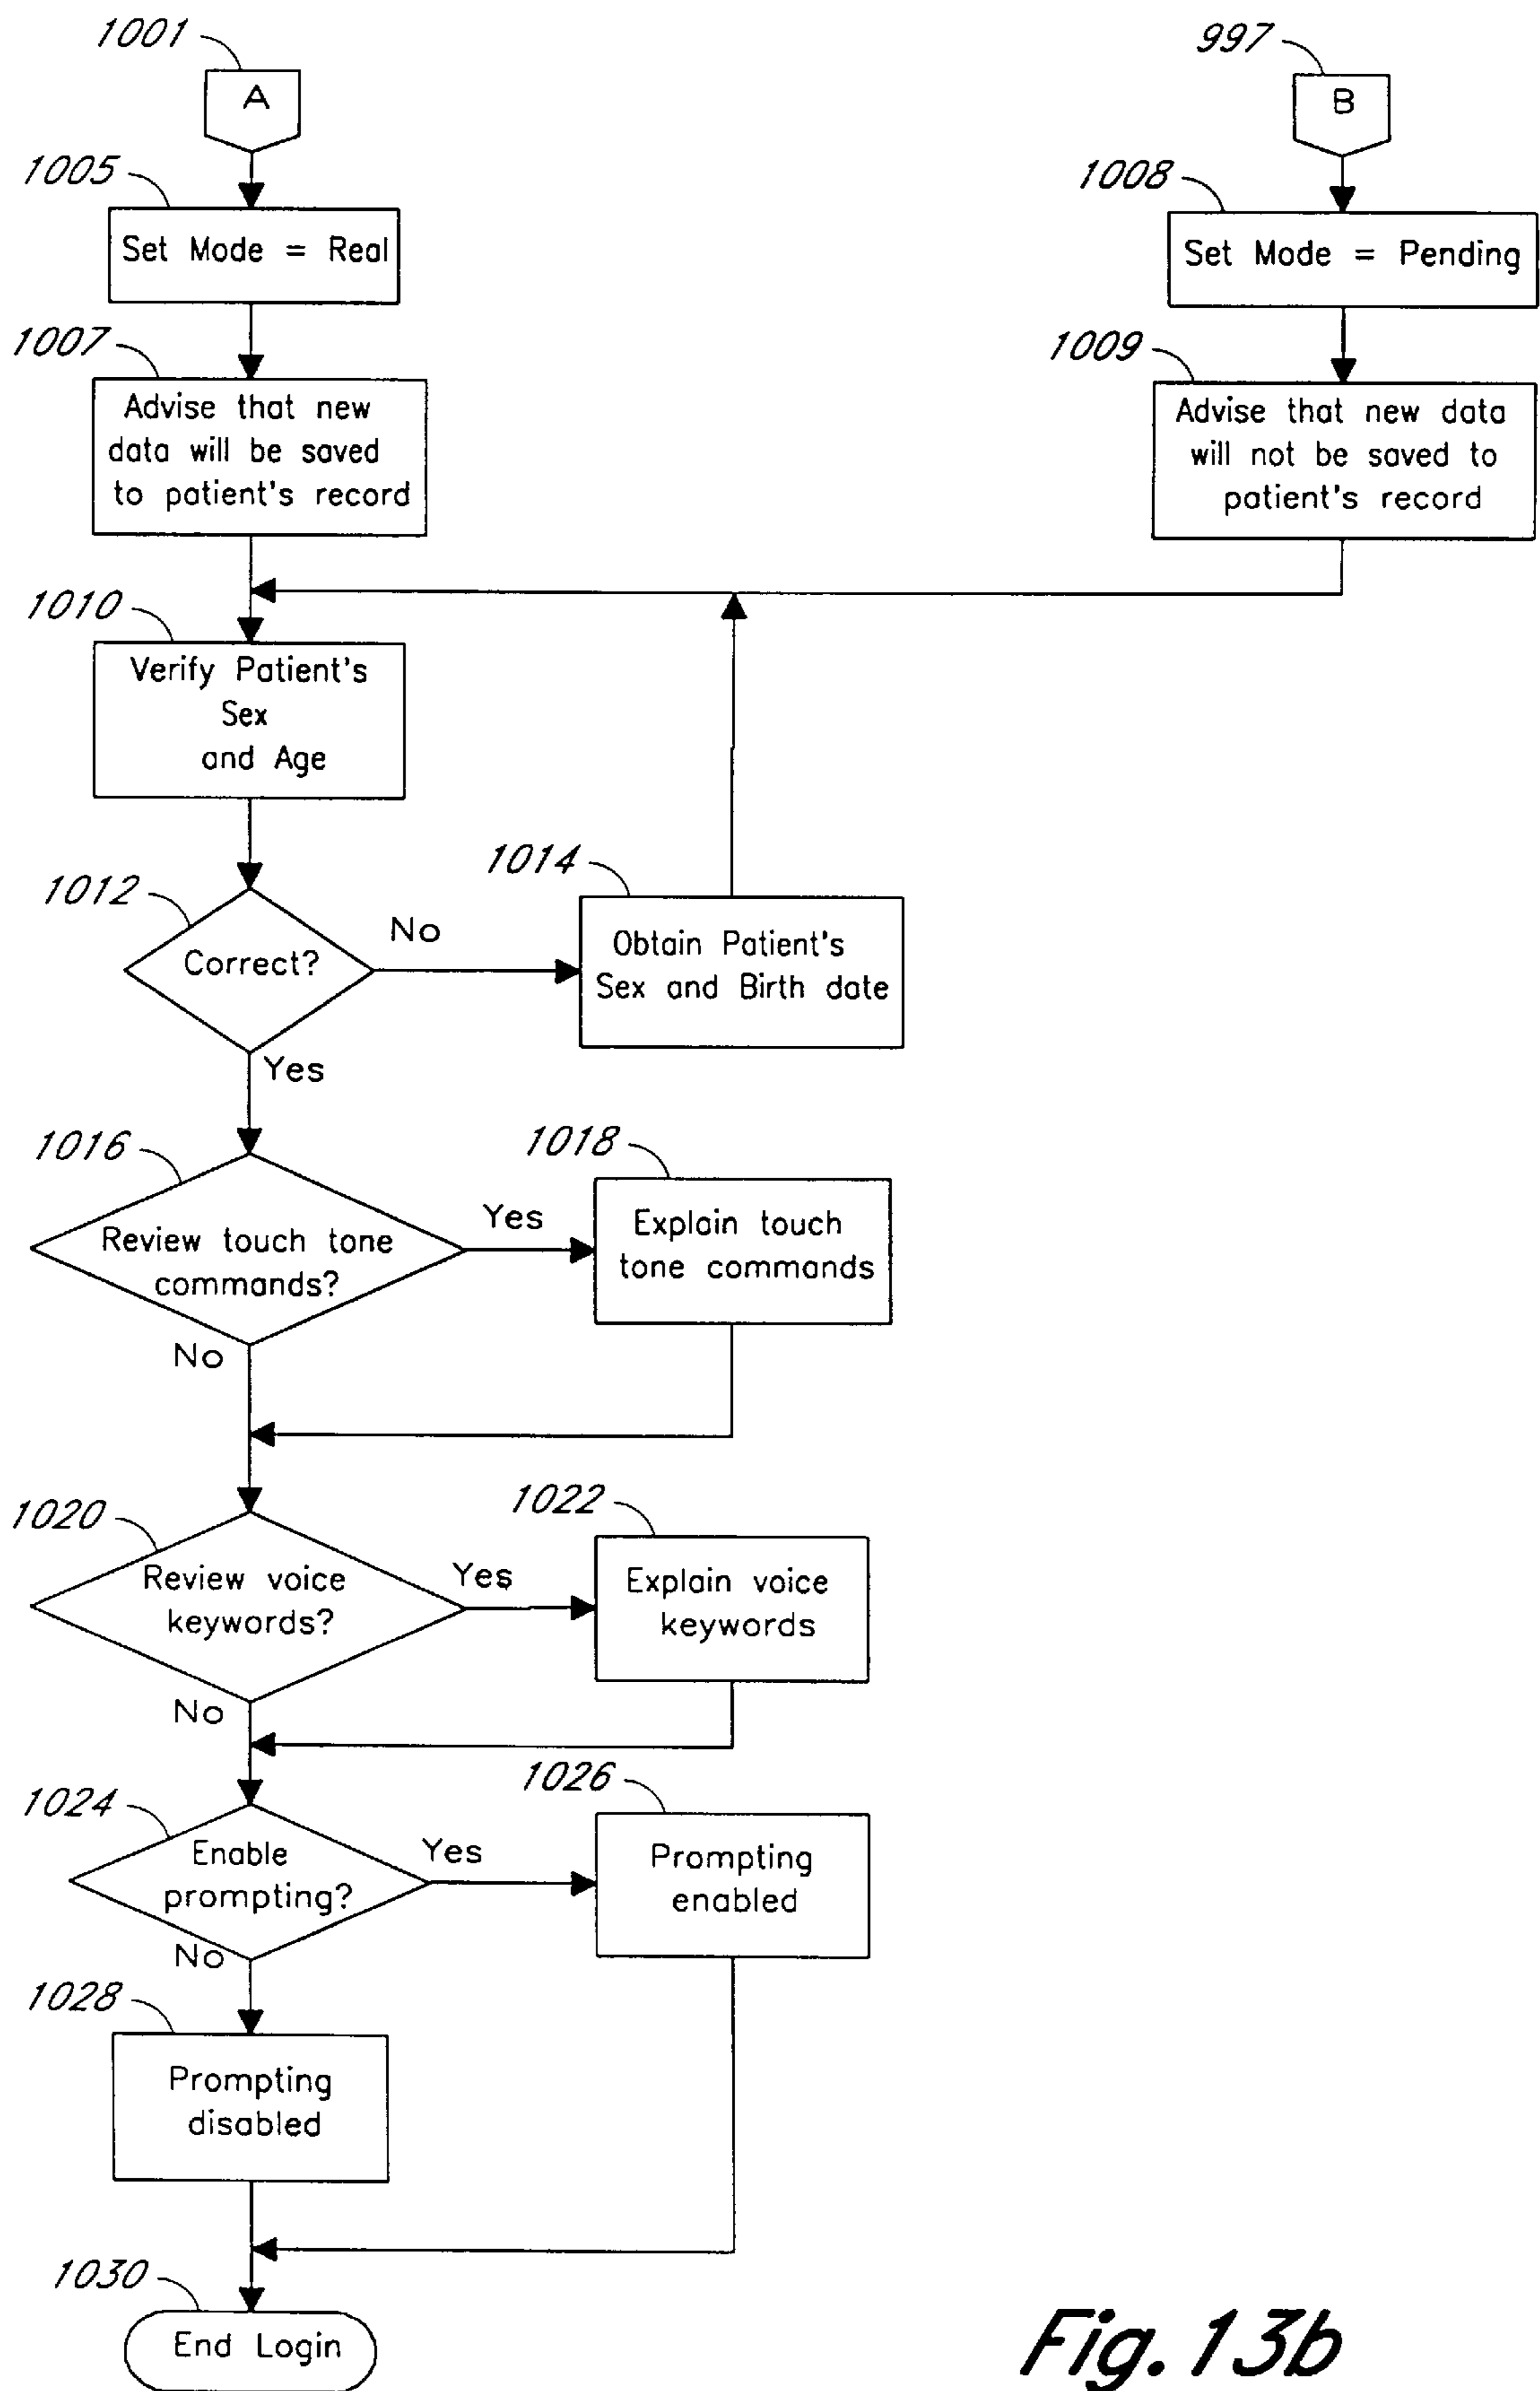 1001
A
997
B
1005
Set Mode = Real
1008
Set Mode = Pending
1007
Advise that new
data will be saved
to patient's record
1009
Advise that new data
will not be saved to
patient's record
1010
Verify Patient's
Sex
and Age
1012
Correct?
No
Yes
1014
Obtain Patient's
Sex and Birth date
1016
Review touch tone
commands?
Yes
No
1018
Explain touch
tone commands
1020
Review voice
keywords?
Yes
No
1022
Explain voice
keywords
1024
Enable
prompting?
Yes
No
1026
Prompting
enabled
1028
Prompting
disabled
1030
End Login
Fig. 13b